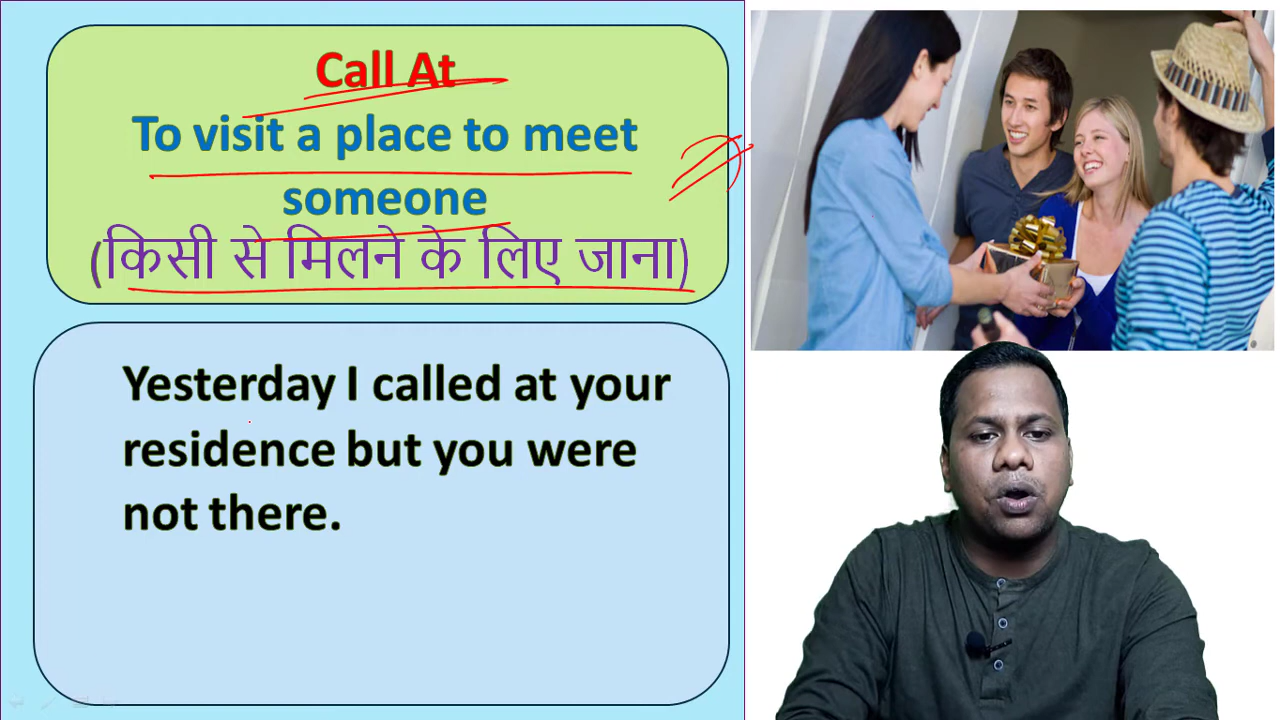 Call At
To visit a place to meet
someone
(किसी से मिलने के लिए जाना)
Yesterday I called at your
residence but you were
not there.